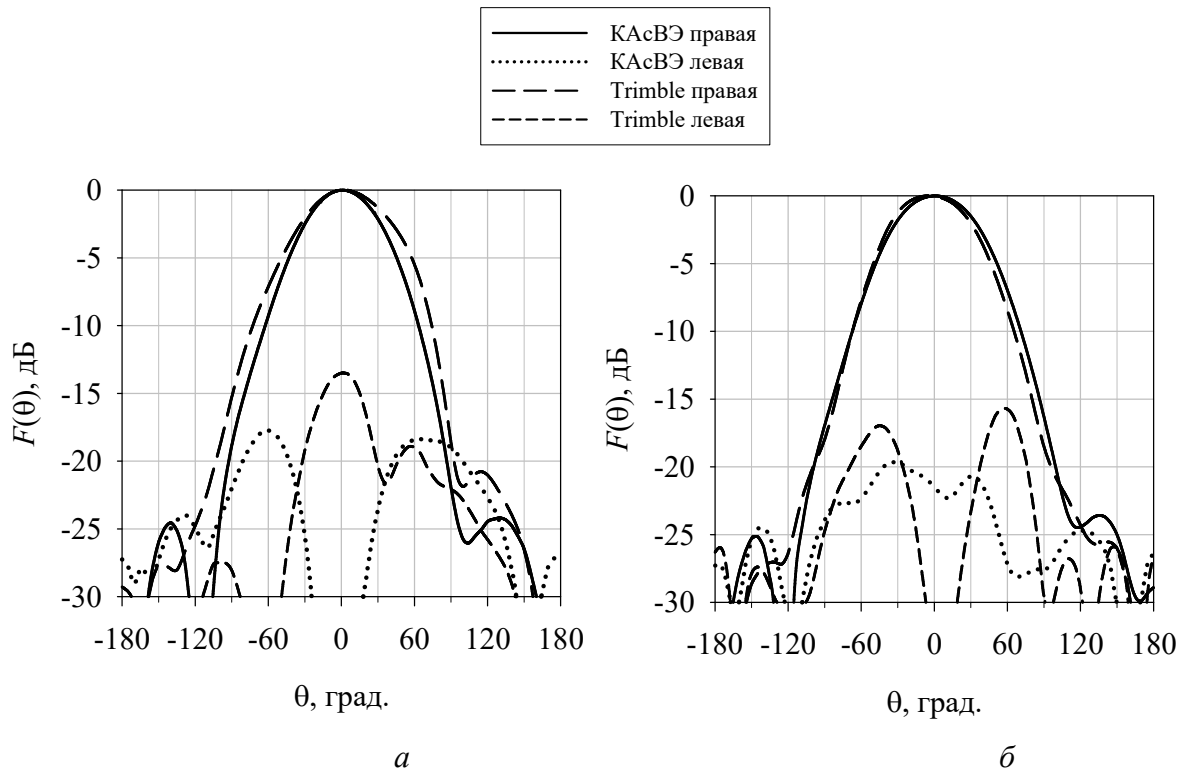 КАсВЭ правая
КАсВЭ левая
Trimble правая
Trimble левая
F(θ), дБ
0
-5
-10
-15
-20
-25
-30
-180 -120 -60 0 60 120 180
θ, град.
а
F(θ), дБ
0
-5
-10
-15
-20
-25
-30
-180 -120 -60 0 60 120 180
θ, град.
б